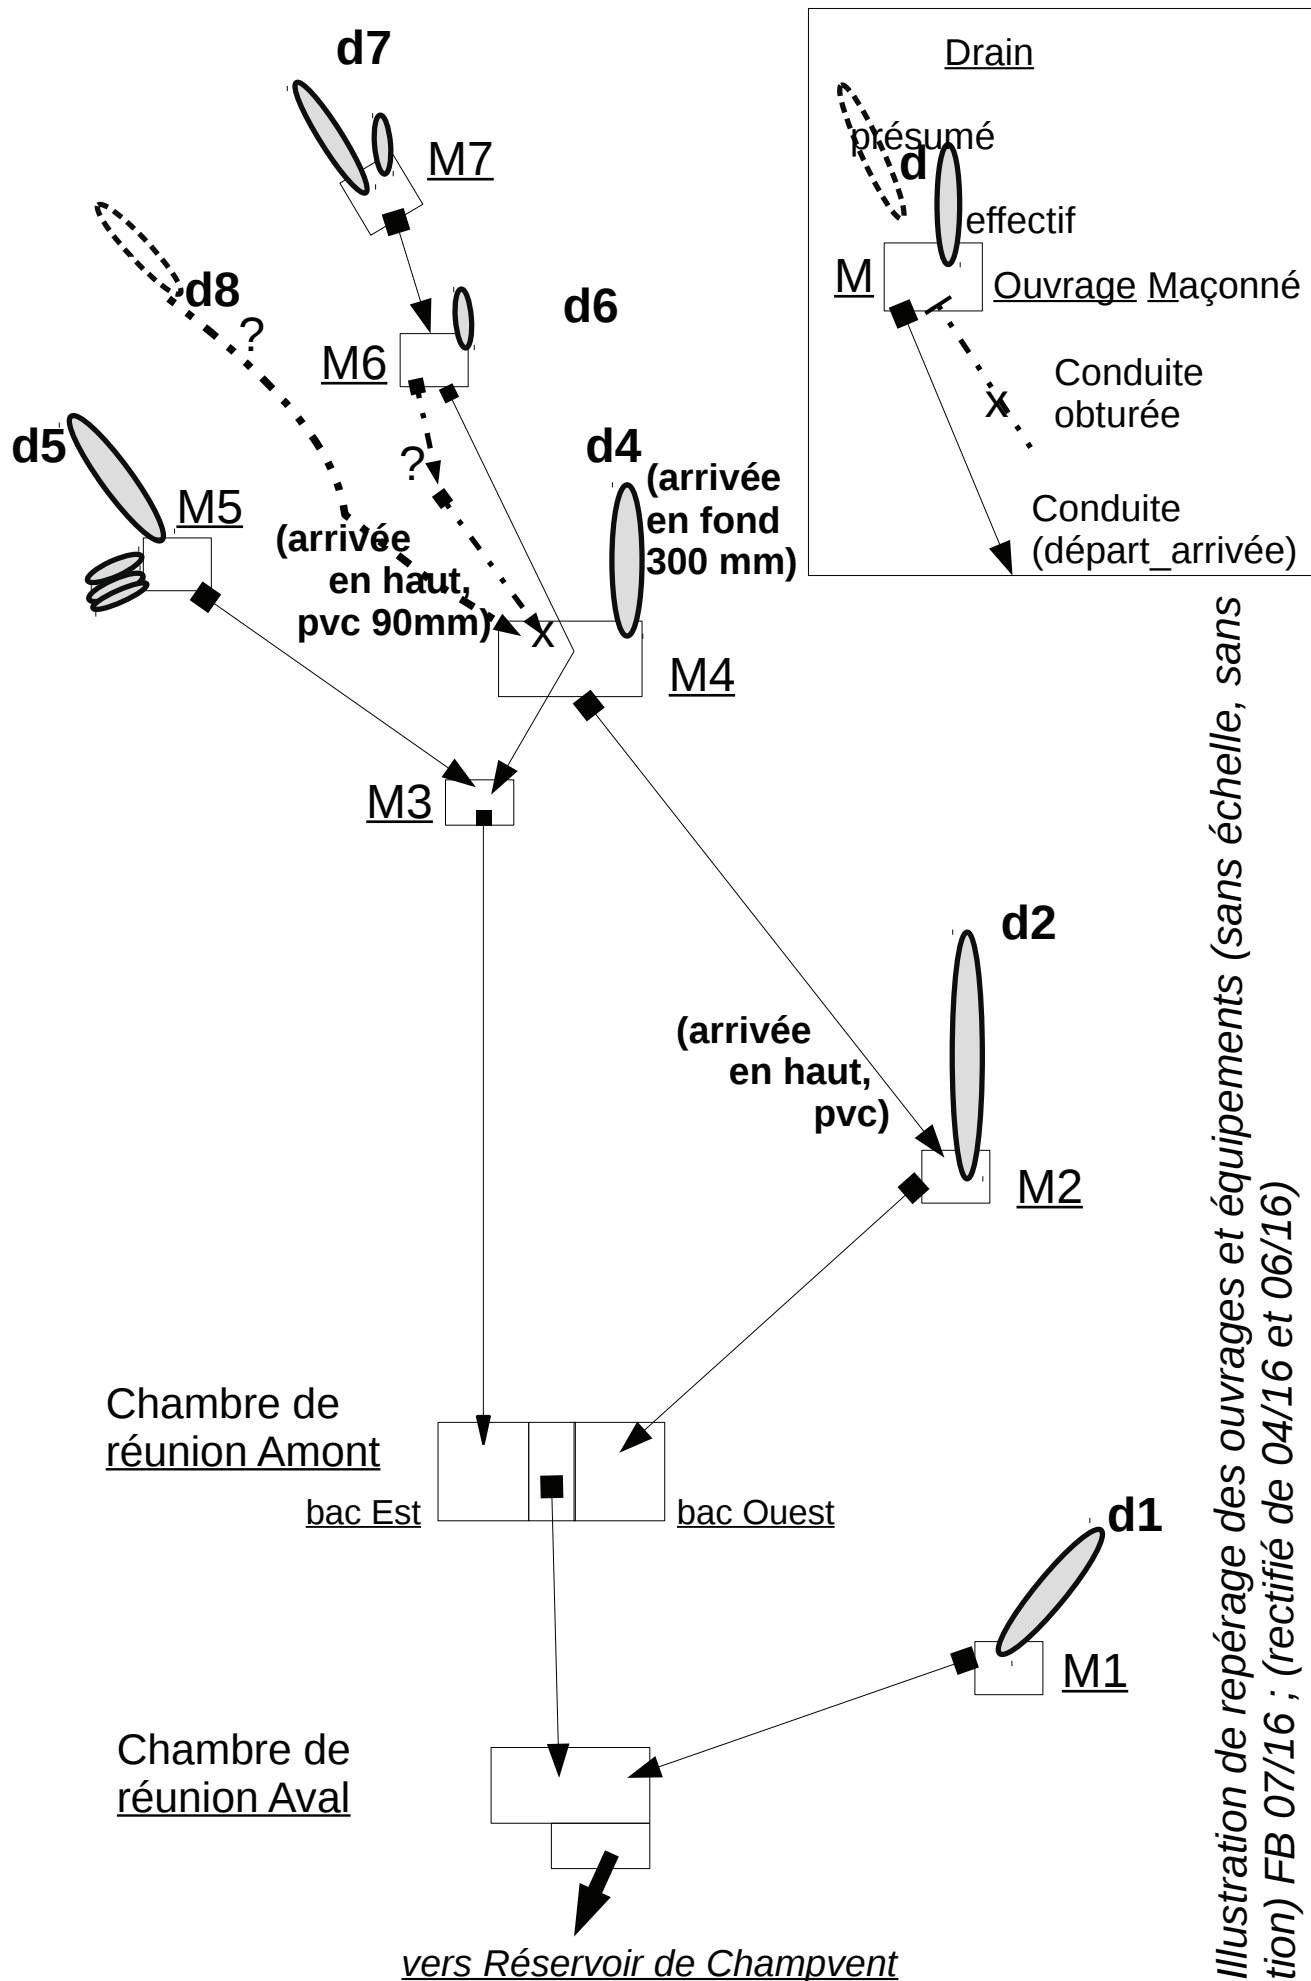 d7
M7
Drain
présumé
d
effectif
M
Ouvrage Maçonné
Conduite
obturée
x
Conduite
(départ_arrivée)
d8
?
d6
M6
d5
M5
?
d4
(arrivée
en fond
300 mm)
(arrivée
en haut,
pvc 90mm)
x
M4
M3
d2
(arrivée
en haut,
pvc)
M2
Chambre de
réunion Amont
bac Est
bac Ouest
d1
M1
Chambre de
réunion Aval
vers Réservoir de Champvent
Illustration de repérage des ouvrages et équipements (sans échelle, sans
tion) FB 07/16 ; (rectifié de 04/16 et 06/16)